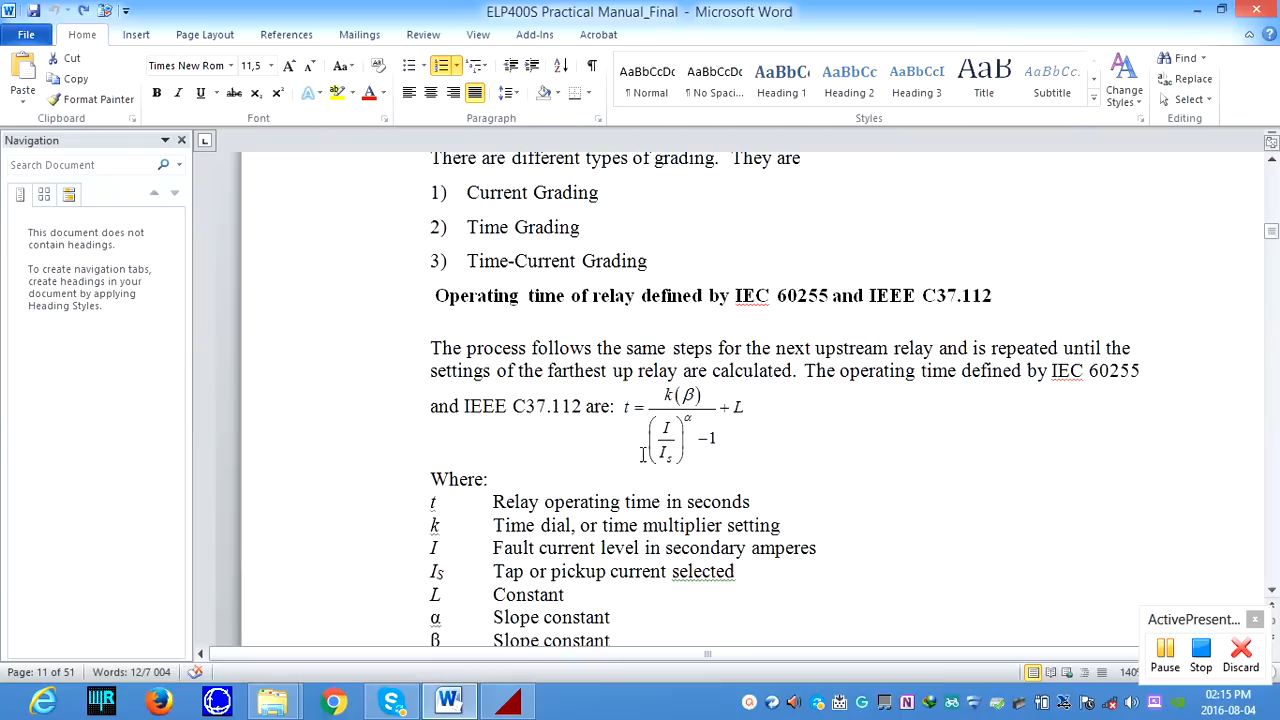 ELP400S Practical Manual_Final - Microsoft Word
File Home Insert Page Layout References Mailings Review View Add-Ins Acrobat
Paste
Cut
Copy
Format Painter
Clipboard
Times New Rom 11,5
Font
Paragraph
AaBbCcDc ¶ Normal
AaBbCcDc ¶ No Spaci...
AaBbCc Heading 1
AaBbCc Heading 2
AaBbCcI Heading 3
AaB Title
AaBbCcDc Subtitle
Change Styles
Styles
Find
Replace
Select
Editing
Navigation
Search Document
This document does not
contain headings.
To create navigation tabs,
create headings in your
document by applying
Heading Styles.
There are different types of grading. They are
1) Current Grading
2) Time Grading
3) Time-Current Grading
Operating time of relay defined by IEC 60255 and IEEE C37.112
The process follows the same steps for the next upstream relay and is repeated until the
settings of the farthest up relay are calculated. The operating time defined by IEC 60255
and IEEE C37.112 are: t = k(β) / ((I/Is)^α − 1) + L
Where:
t Relay operating time in seconds
k Time dial, or time multiplier setting
I Fault current level in secondary amperes
IS Tap or pickup current selected
L Constant
α Slope constant
β Slope constant
ActivePresent...
Pause Stop Discard
Page: 11 of 51 Words: 12/7 004
140%
02:15 PM
2016-08-04